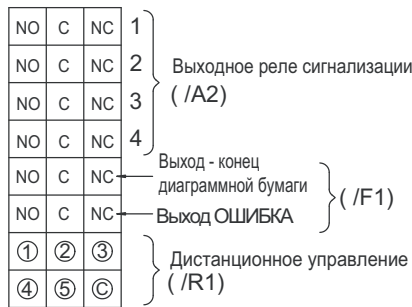 NO C NC 1
NO C NC 2
Выходное реле сигнализации
NO C NC 3
( /A2)
NO C NC 4
Выход - конец
NO C NC
диаграммной бумаги
( /F1)
NO C NC
Выход ОШИБКА
① ② ③
Дистанционное управление
④ ⑤ Ⓒ
( /R1)